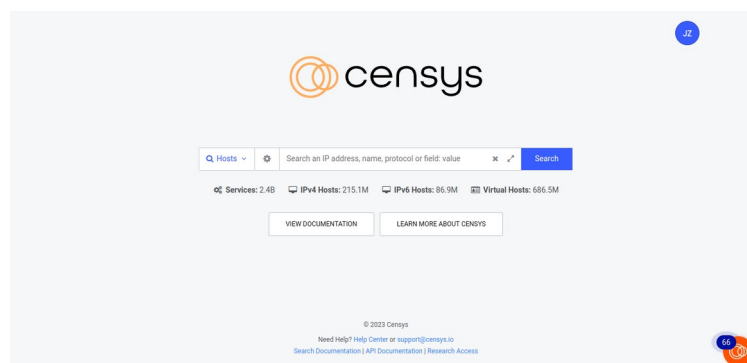 JZ
censys
Hosts Search an IP address, name, protocol or field: value Search
Services: 2.4B IPv4 Hosts: 215.1M IPv6 Hosts: 86.9M Virtual Hosts: 686.5M
VIEW DOCUMENTATION LEARN MORE ABOUT CENSYS
© 2023 Censys
Need Help? Help Center or support@censys.io
Search Documentation | API Documentation | Research Access
66